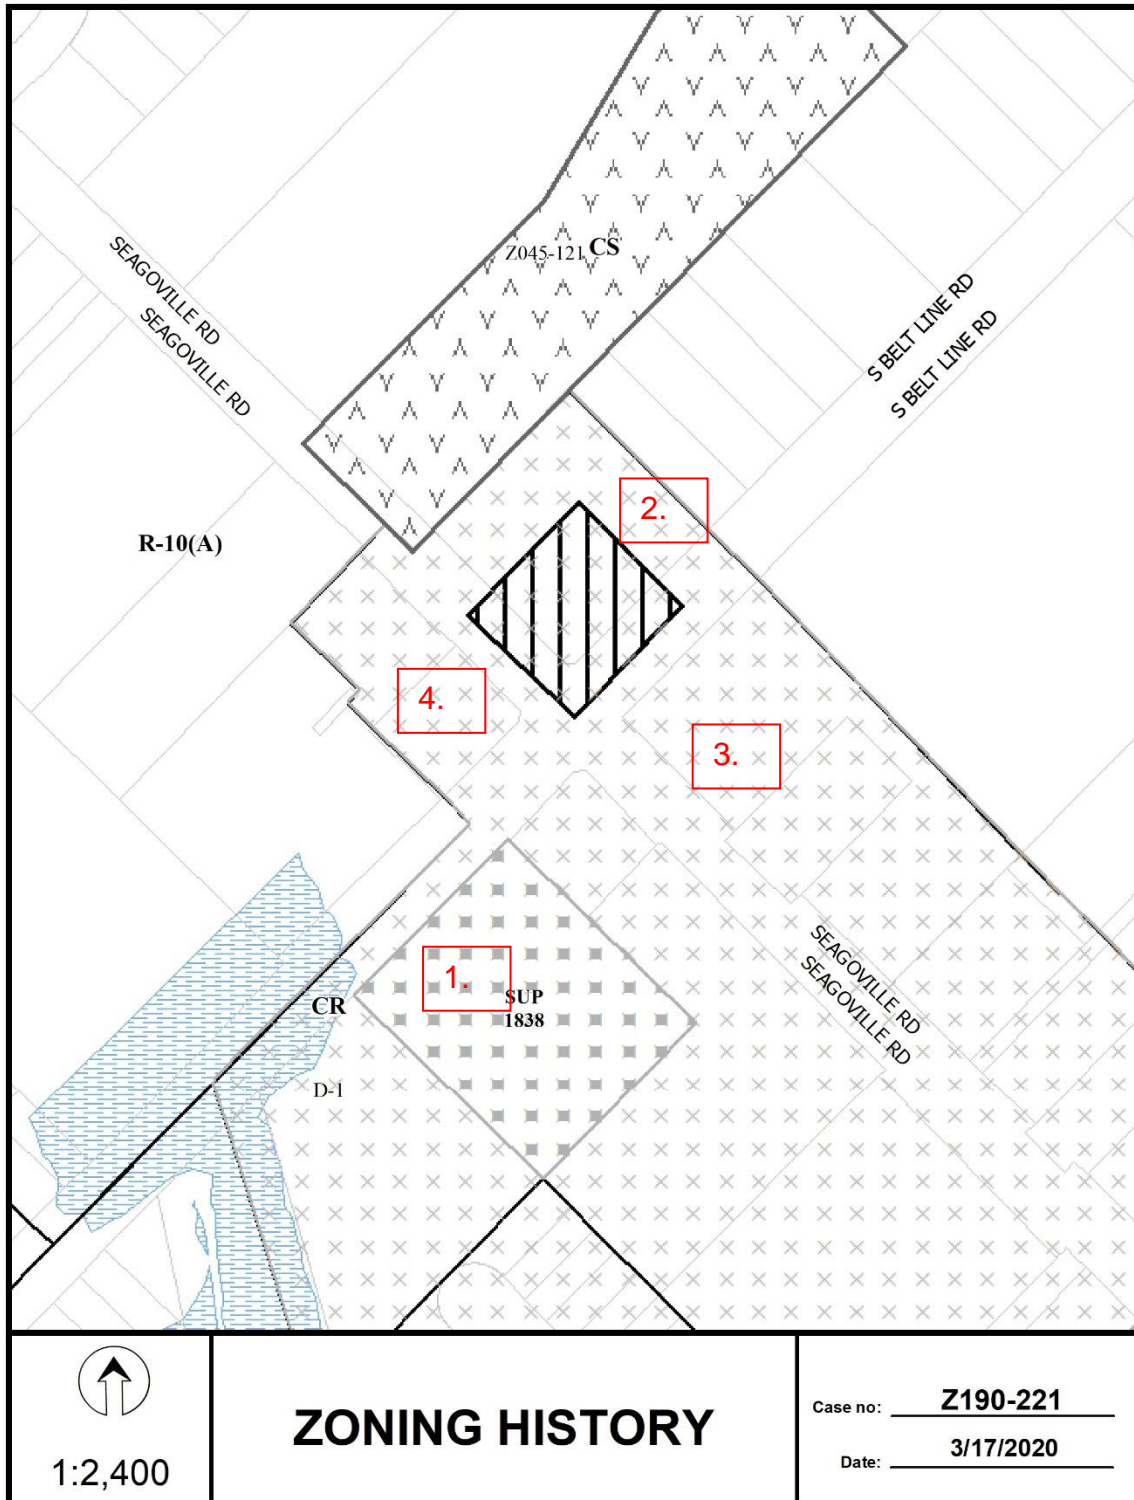 Z045-121 CS
SEAGOVILLE RD
SEAGOVILLE RD
S BELT LINE RD
S BELT LINE RD
2.
R-10(A)
4.
3.
SEAGOVILLE RD
SEAGOVILLE RD
1.
SUP
1838
CR
D-1
1:2,400
ZONING HISTORY
Case no: Z190-221
Date: 3/17/2020